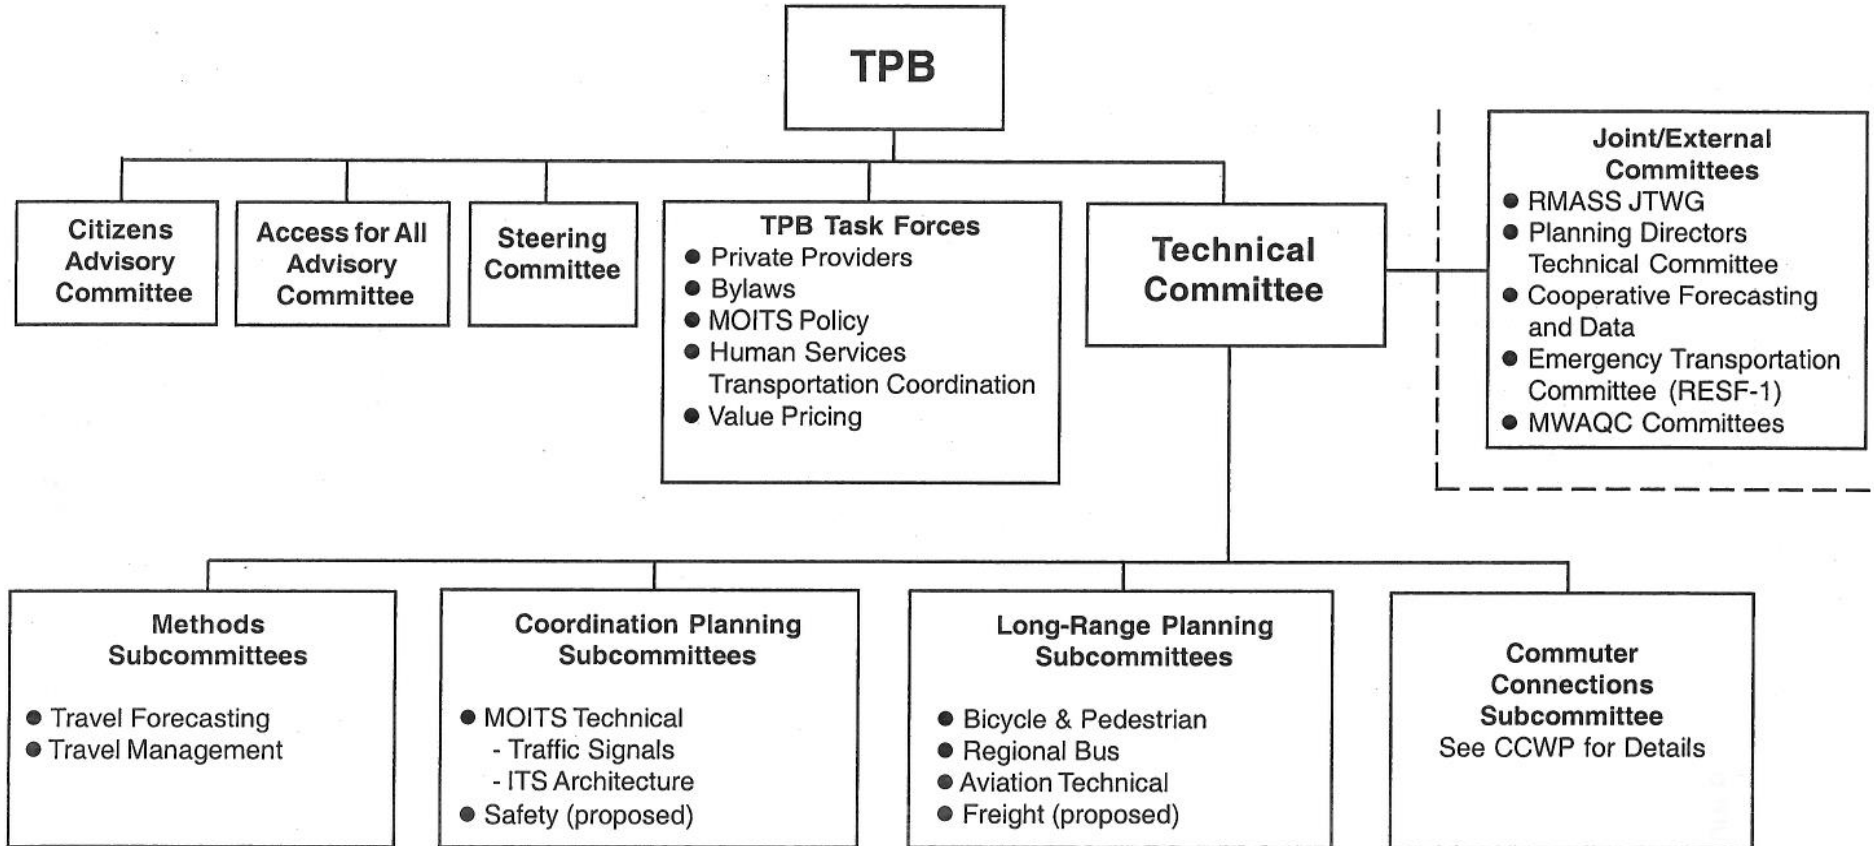 TPB
Citizens
Advisory
Committee
Access for All
Advisory
Committee
Steering
Committee
TPB Task Forces
● Private Providers
● Bylaws
● MOITS Policy
● Human Services
Transportation Coordination
● Value Pricing
Technical
Committee
Joint/External
Committees
● RMASS JTWG
● Planning Directors
Technical Committee
● Cooperative Forecasting
and Data
● Emergency Transportation
Committee (RESF-1)
● MWAQC Committees
Methods
Subcommittees
● Travel Forecasting
● Travel Management
Coordination Planning
Subcommittees
● MOITS Technical
- Traffic Signals
- ITS Architecture
● Safety (proposed)
Long-Range Planning
Subcommittees
● Bicycle & Pedestrian
● Regional Bus
● Aviation Technical
● Freight (proposed)
Commuter
Connections
Subcommittee
See CCWP for Details